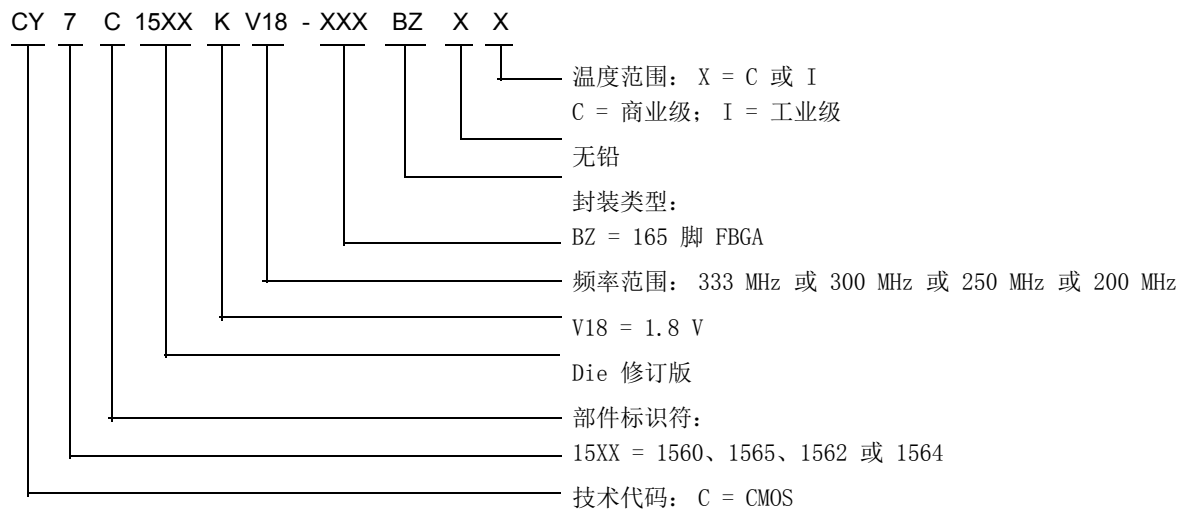 CY 7 C 15XX K V18 - XXX BZ X X
温度范围: X = C 或 I
C = 商业级; I = 工业级
无铅
封装类型:
BZ = 165 脚 FBGA
频率范围: 333 MHz 或 300 MHz 或 250 MHz 或 200 MHz
V18 = 1.8 V
Die 修订版
部件标识符:
15XX = 1560、1565、1562 或 1564
技术代码: C = CMOS